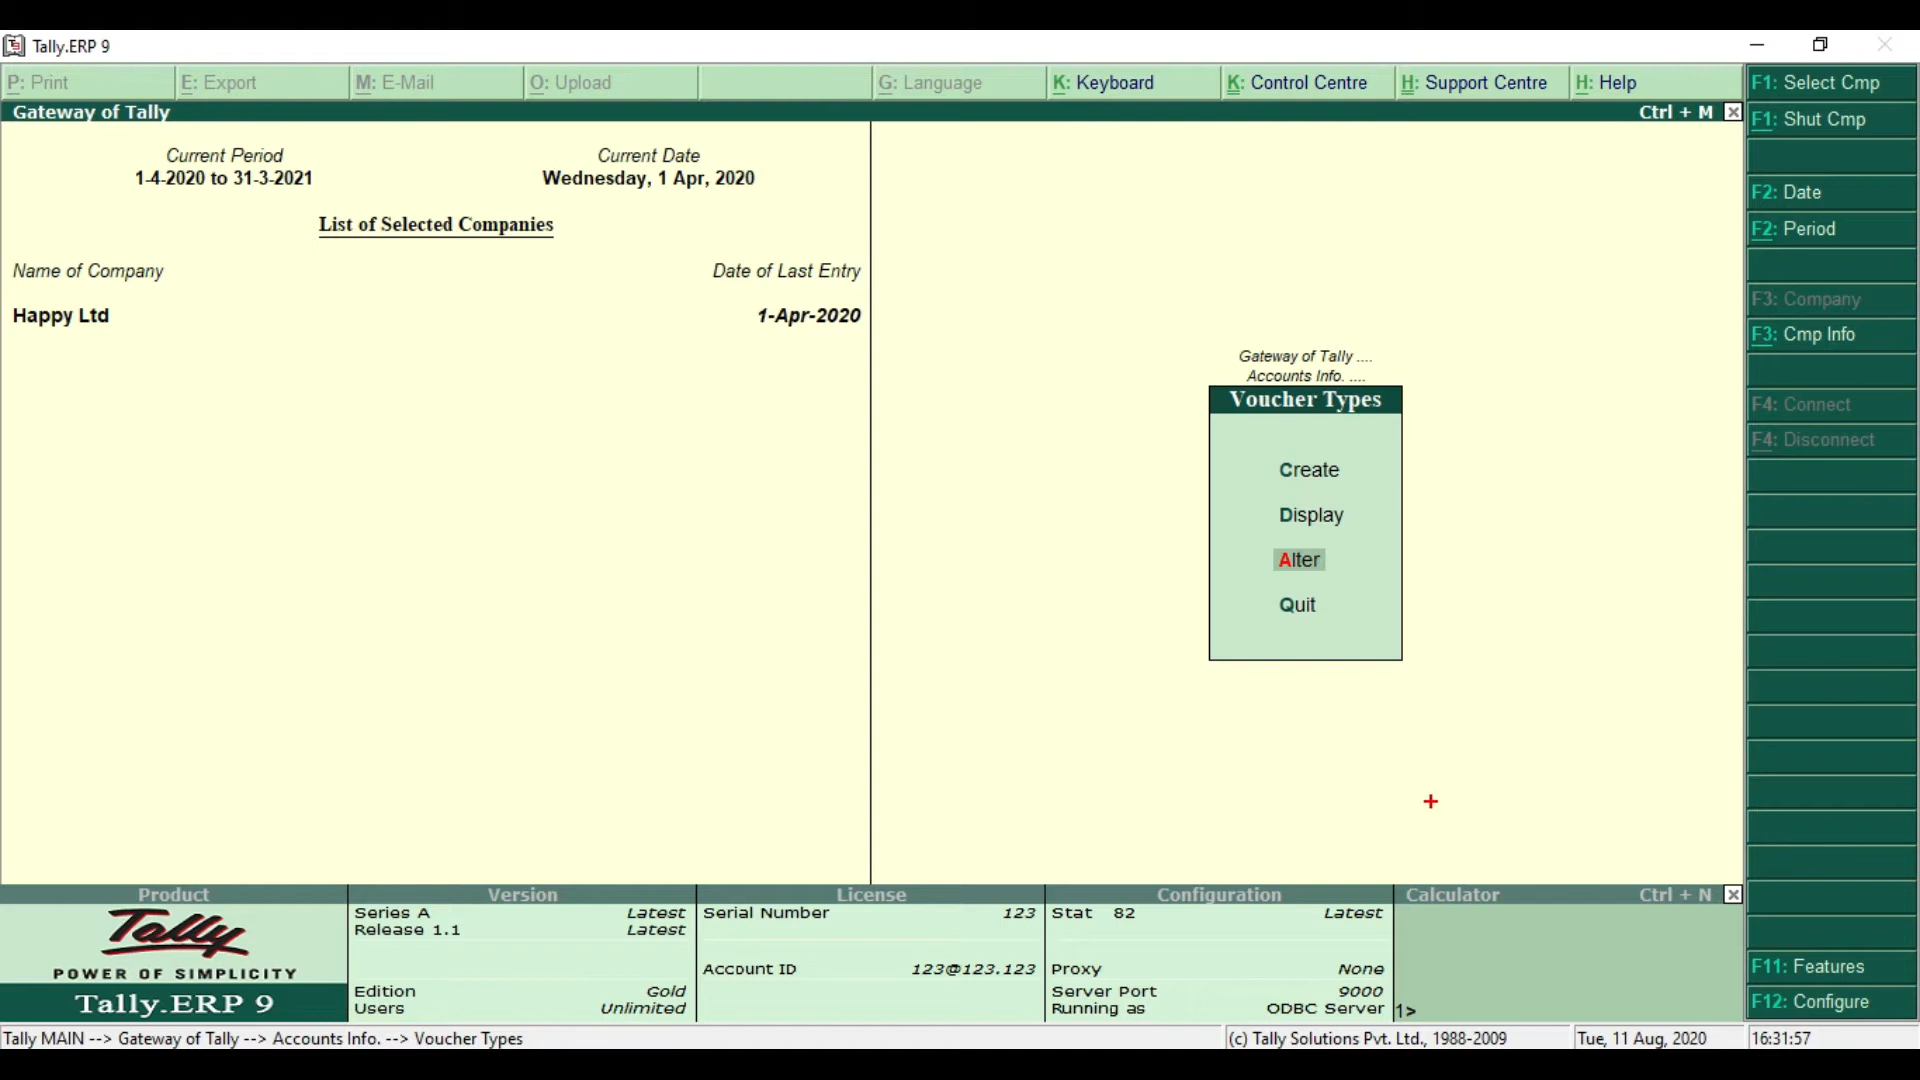 Tally.ERP 9
P: Print E: Export M: E-Mail O: Upload G: Language K: Keyboard K: Control Centre H: Support Centre H: Help
Gateway of Tally Ctrl + M
Current Period Current Date
1-4-2020 to 31-3-2021 Wednesday, 1 Apr, 2020
List of Selected Companies
Name of Company Date of Last Entry
Happy Ltd 1-Apr-2020
Gateway of Tally ....
Accounts Info. ....
Voucher Types
Create
Display
Alter
Quit
F1: Select Cmp
F1: Shut Cmp
F2: Date
F2: Period
F3: Company
F3: Cmp Info
F4: Connect
F4: Disconnect
F11: Features
F12: Configure
Product
Tally
POWER OF SIMPLICITY
Tally.ERP 9
Version
Series A Latest
Release 1.1 Latest
Edition Gold
Users Unlimited
License
Serial Number 123
Account ID 123@123.123
Configuration
Stat 82 Latest
Proxy None
Server Port 9000
Running as ODBC Server
Calculator Ctrl + N
1>
Tally MAIN --> Gateway of Tally --> Accounts Info. --> Voucher Types (c) Tally Solutions Pvt. Ltd., 1988-2009 Tue, 11 Aug, 2020 16:31:57